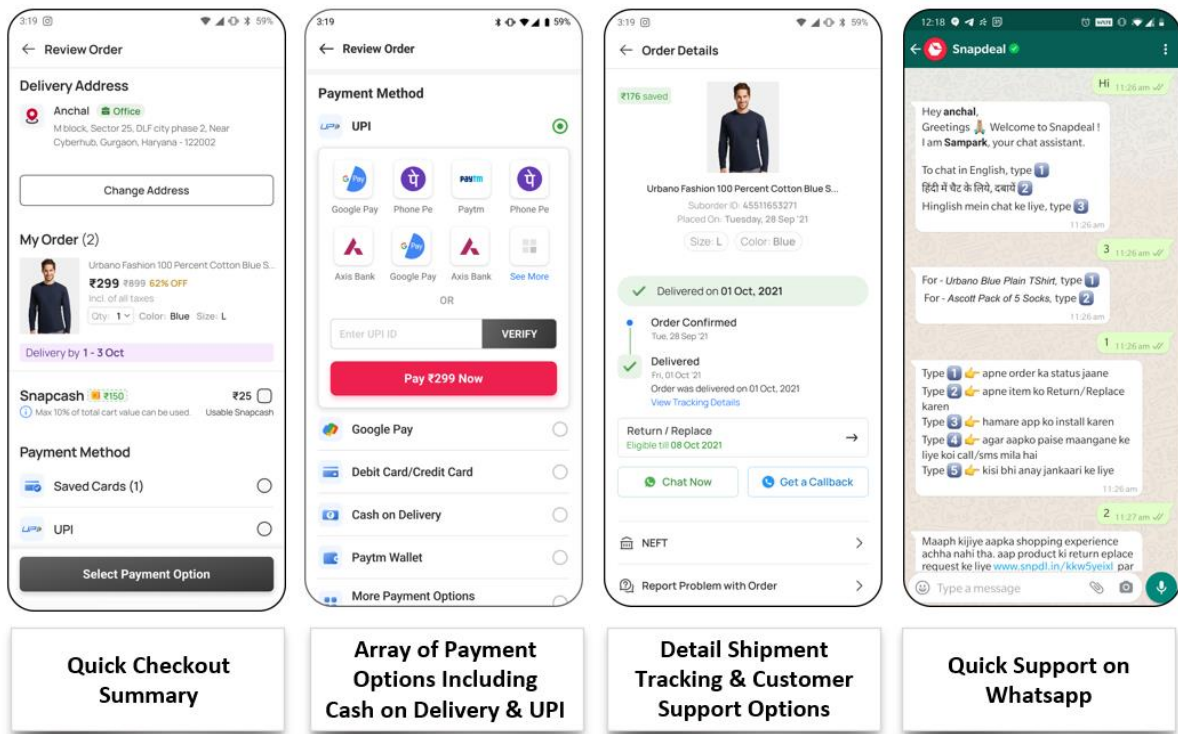 3:19
59%
Review Order
Delivery Address
Anchal Office
M block, Sector 25, DLF city phase 2, Near
Cyberhub, Gurgaon, Haryana - 122002
Change Address
My Order (2)
Urbano Fashion 100 Percent Cotton Blue S...
₹299 ₹899 62% OFF
Incl. of all taxes
Qty: 1 Color: Blue Size: L
Delivery by 1 - 3 Oct
Snapcash ₹150 ₹25
Max 10% of total cart value can be used. Usable Snapcash
Payment Method
Saved Cards (1)
UPI
Select Payment Option
Quick Checkout
Summary
3:19
59%
Review Order
Payment Method
UPI
Google Pay Phone Pe Paytm Phone Pe
Axis Bank Google Pay Axis Bank See More
OR
Enter UPI ID VERIFY
Pay ₹299 Now
Google Pay
Debit Card/Credit Card
Cash on Delivery
Paytm Wallet
More Payment Options
Array of Payment
Options Including
Cash on Delivery & UPI
3:19
59%
Order Details
₹176 saved
Urbano Fashion 100 Percent Cotton Blue S...
Suborder ID: 45511653271
Placed On: Tuesday, 28 Sep '21
Size: L Color: Blue
Delivered on 01 Oct, 2021
Order Confirmed
Tue, 28 Sep '21
Delivered
Fri, 01 Oct '21
Order was delivered on 01 Oct, 2021
View Tracking Details
Return / Replace
Eligible till 08 Oct 2021
Chat Now Get a Callback
NEFT
Report Problem with Order
Detail Shipment
Tracking & Customer
Support Options
12:18
Snapdeal
Hi 11:26 am
Hey anchal,
Greetings Welcome to Snapdeal !
I am Sampark, your chat assistant.
To chat in English, type 1
हिंदी में चैट के लिये, दबायें 2
Hinglish mein chat ke liye, type 3
11:26 am
3 11:26 am
For - Urbano Blue Plain TShirt, type 1
For - Ascott Pack of 5 Socks, type 2
11:26 am
1 11:26 am
Type 1 👉 apne order ka status jaane
Type 2 👉 apne item ko Return/Replace
karen
Type 3 👉 hamare app ko install karen
Type 4 👉 agar aapko paise maangane ke
liye koi call/sms mila hai
Type 5 👉 kisi bhi anay jankaari ke liye
11:26 am
2 11:27 am
Maaph kijiye aapka shopping experience
achha nahi tha. aap product ki return eplace
request ke liye www.snpdl.in/kkw5yeixl par
Type a message
Quick Support on
Whatsapp